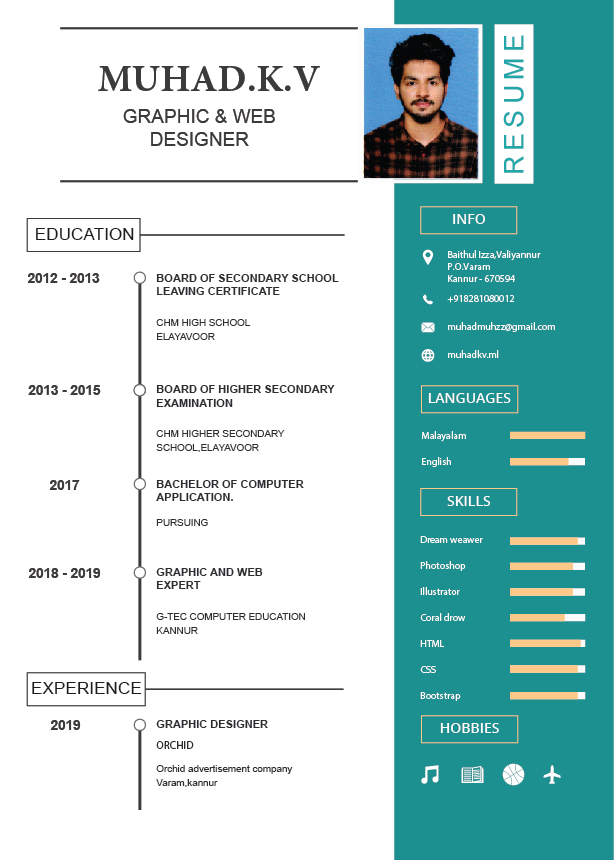 MUHAD.K.V
GRAPHIC & WEB
DESIGNER
RESUME
EDUCATION
2012 - 2013
BOARD OF SECONDARY SCHOOL
LEAVING CERTIFICATE
CHM HIGH SCHOOL
ELAYAVOOR
2013 - 2015
BOARD OF HIGHER SECONDARY
EXAMINATION
CHM HIGHER SECONDARY
SCHOOL,ELAYAVOOR
2017
BACHELOR OF COMPUTER
APPLICATION.
PURSUING
2018 - 2019
GRAPHIC AND WEB
EXPERT
G-TEC COMPUTER EDUCATION
KANNUR
EXPERIENCE
2019
GRAPHIC DESIGNER
ORCHID
Orchid advertisement company
Varam,kannur
INFO
Baithul Izza,Valiyannur
P.O.Varam
Kannur - 670594
+918281080012
muhadmuhzz@gmail.com
muhadkv.ml
LANGUAGES
Malayalam
English
SKILLS
Dream weawer
Photoshop
Illustrator
Coral drow
HTML
CSS
Bootstrap
HOBBIES